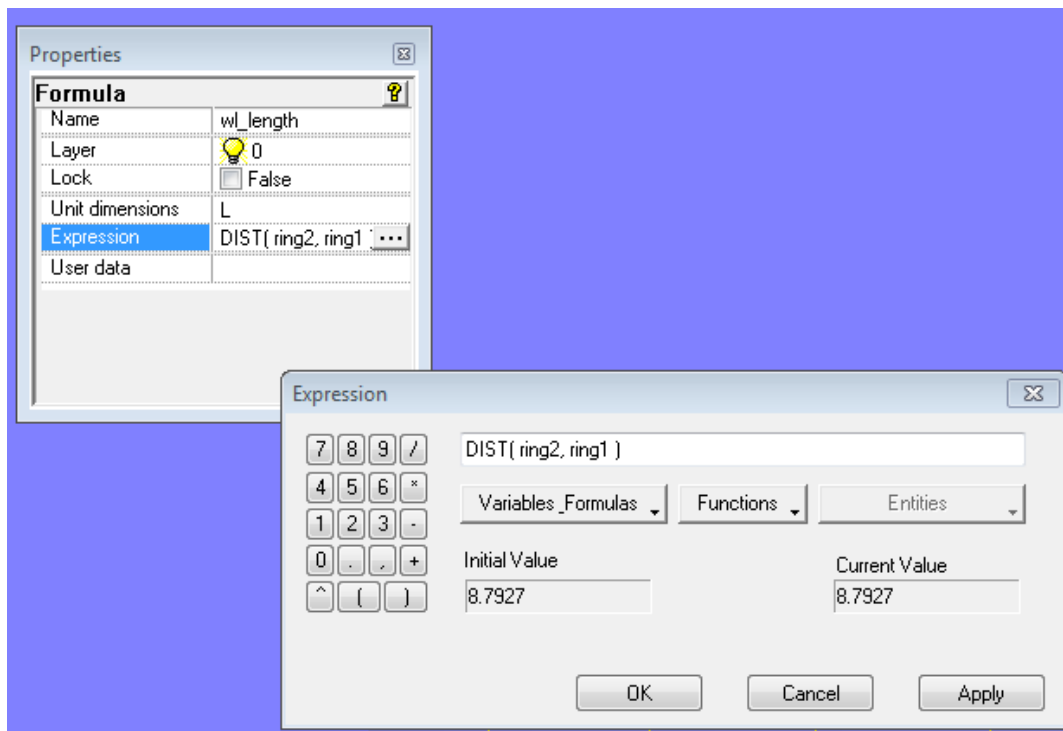 Properties
Formula
Name wl_length
Layer 0
Lock False
Unit dimensions L
Expression DIST( ring2, ring1 ) ...
User data
Expression
7 8 9 / DIST( ring2, ring1 )
4 5 6 * Variables_Formulas Functions Entities
1 2 3 -
0 . , + Initial Value Current Value
^ ( ) 8.7927 8.7927
OK Cancel Apply